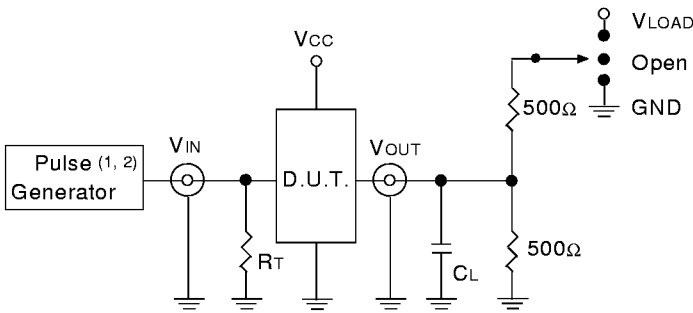 VLOAD
VCC
Open
500Ω
GND
VIN
VOUT
Pulse (1, 2)
Generator
D.U.T.
500Ω
RT
CL